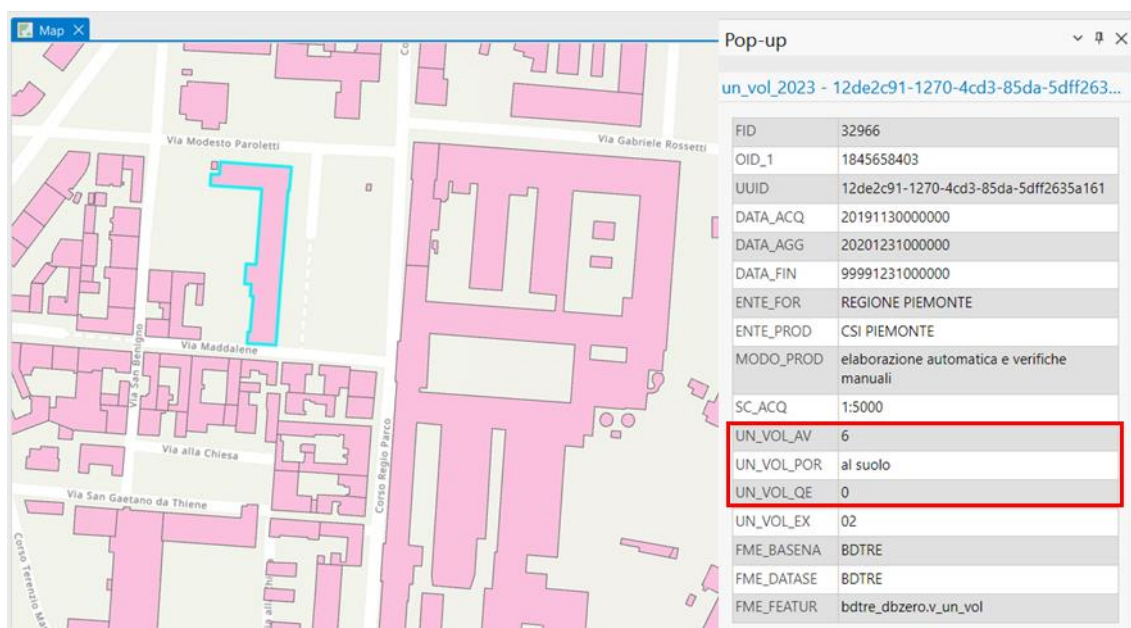 Map
Pop-up
un_vol_2023 - 12de2c91-1270-4cd3-85da-5dff263...
FID 32966
OID_1 1845658403
UUID 12de2c91-1270-4cd3-85da-5dff2635a161
DATA_ACQ 20191130000000
DATA_AGG 20201231000000
DATA_FIN 99991231000000
ENTE_FOR REGIONE PIEMONTE
ENTE_PROD CSI PIEMONTE
MODO_PROD elaborazione automatica e verifiche
manuali
SC_ACQ 1:5000
UN_VOL_AV 6
UN_VOL_POR al suolo
UN_VOL_QE 0
UN_VOL_EX 02
FME_BASENA BDTRE
FME_DATASE BDTRE
FME_FEATUR bdtre_dbzero.v_un_vol
Co
Via Modesto Paroletti
Via Gabriele Rossetti
Via San Benigno
Via Maddalene
Via alla Chiesa
Corso Regio Parco
Via San Gaetano da Thiene
Corso Terenzio Ma
alla Chi